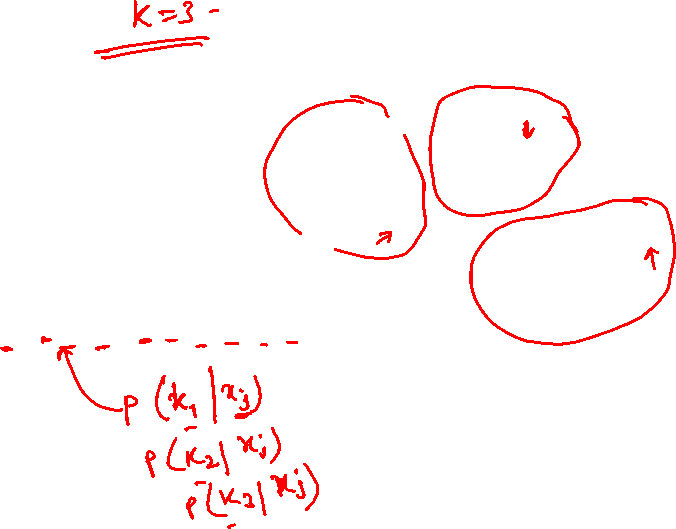 K=3
p(k₁|xⱼ)
p(k₂|xⱼ)
p(k₃|xⱼ)